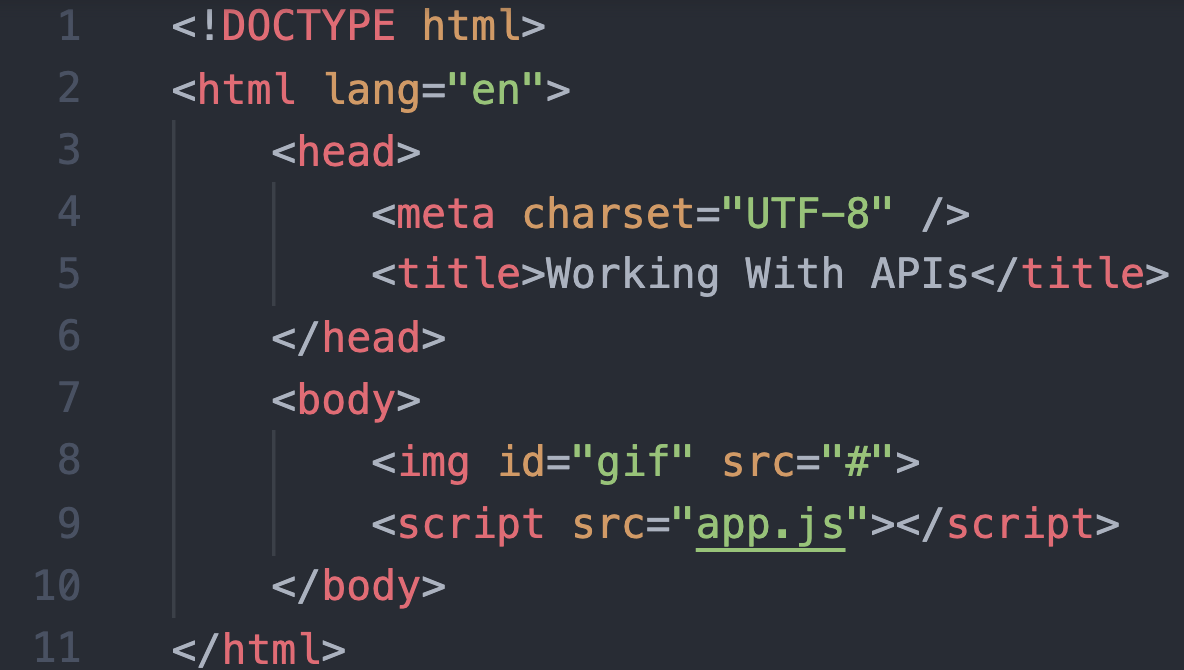 1 <!DOCTYPE html>
2 <html lang="en">
3     <head>
4         <meta charset="UTF-8" />
5         <title>Working With APIs</title>
6     </head>
7     <body>
8         <img id="gif" src="#">
9         <script src="app.js"></script>
10     </body>
11 </html>